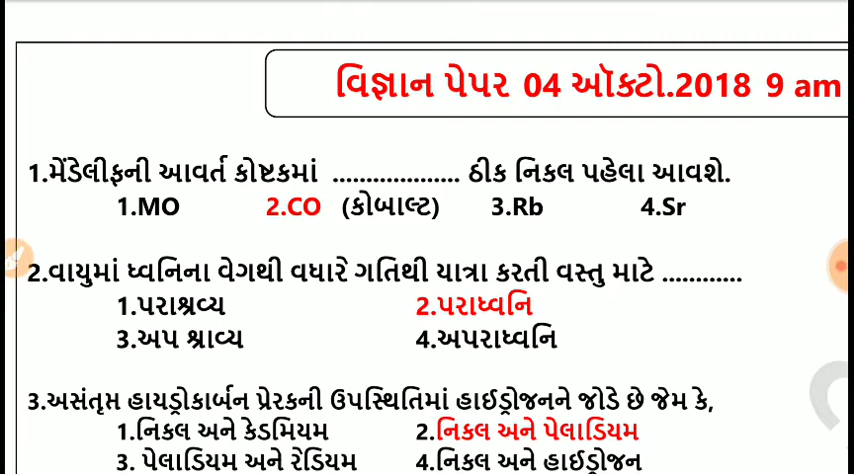 વિજ્ઞાન પેપર 04 ઑક્ટો.2018 9 am
1.મેંડેલીફની આવર્ત કોષ્ટકમાં ................... ઠીક નિકલ પહેલા આવશે.
1.MO 2.CO (કોબાલ્ટ) 3.Rb 4.Sr
2.વાયુમાં ધ્વનિના વેગથી વધારે ગતિથી યાત્રા કરતી વસ્તુ માટે ............
1.પરાશ્રવ્ય 2.પરાધ્વનિ
3.અપ શ્રાવ્ય 4.અપરાધ્વનિ
3.અસંતૃપ્ત હાયડ્રોકાર્બન પ્રેરકની ઉપસ્થિતિમાં હાઈડ્રોજનને જોડે છે જેમ કે,
1.નિકલ અને કેડમિયમ 2.નિકલ અને પેલાડિયમ
3. પેલાડિયમ અને રેડિયમ 4.નિકલ અને હાઈડ્રોજન